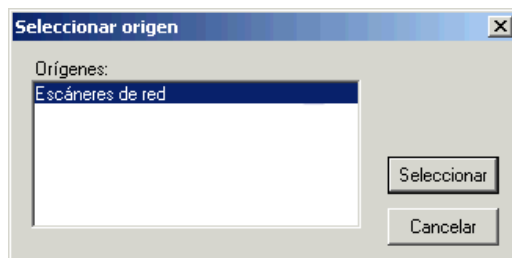 Seleccionar origen
Orígenes:
Escáneres de red
Seleccionar
Cancelar